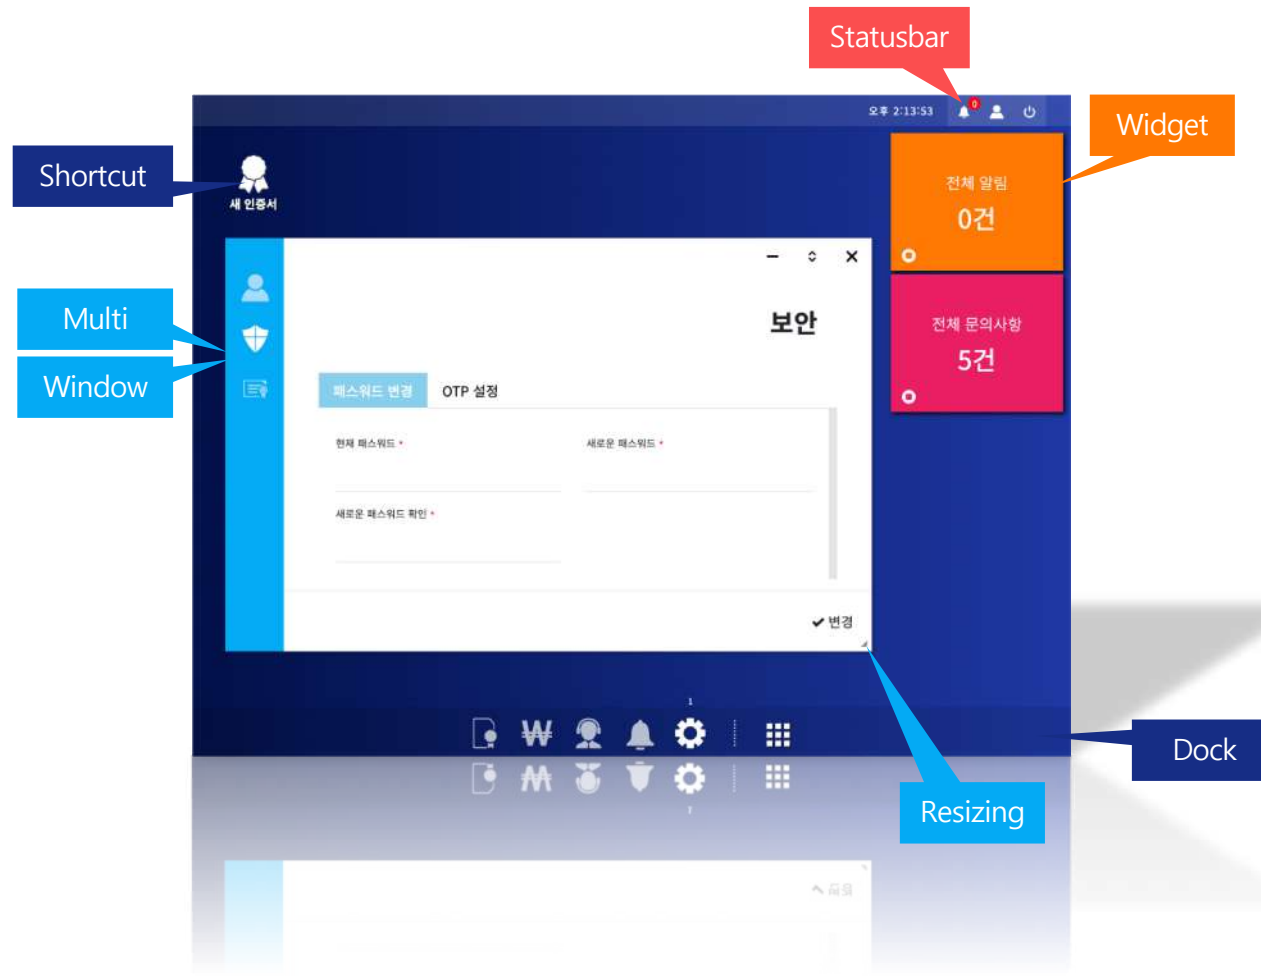 Statusbar
오후 2:13:53
0
Widget
Shortcut
새 인증서
전체 알림
0건
Multi
Window
보안
전체 문의사항
5건
패스워드 변경
OTP 설정
현재 패스워드 *
새로운 패스워드 *
새로운 패스워드 확인 *
변경
1
Dock
Resizing